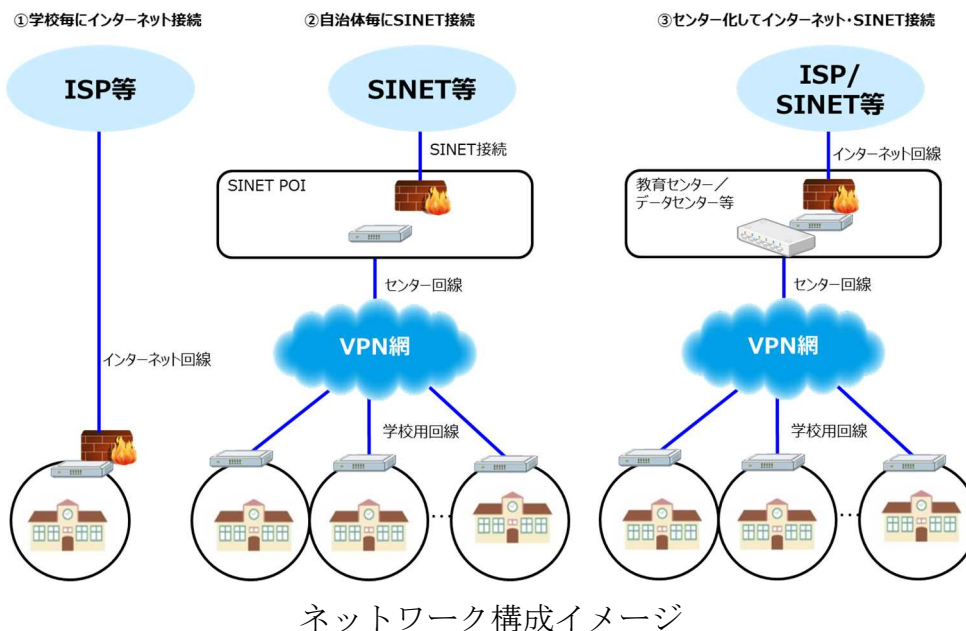 ①学校毎にインターネット接続
ISP等
インターネット回線
②自治体毎にSINET接続
SINET等
SINET接続
SINET POI
センター回線
VPN網
学校用回線
…
③センター化してインターネット・SINET接続
ISP/
SINET等
インターネット回線
教育センター／
データセンター等
センター回線
VPN網
学校用回線
…
ネットワーク構成イメージ